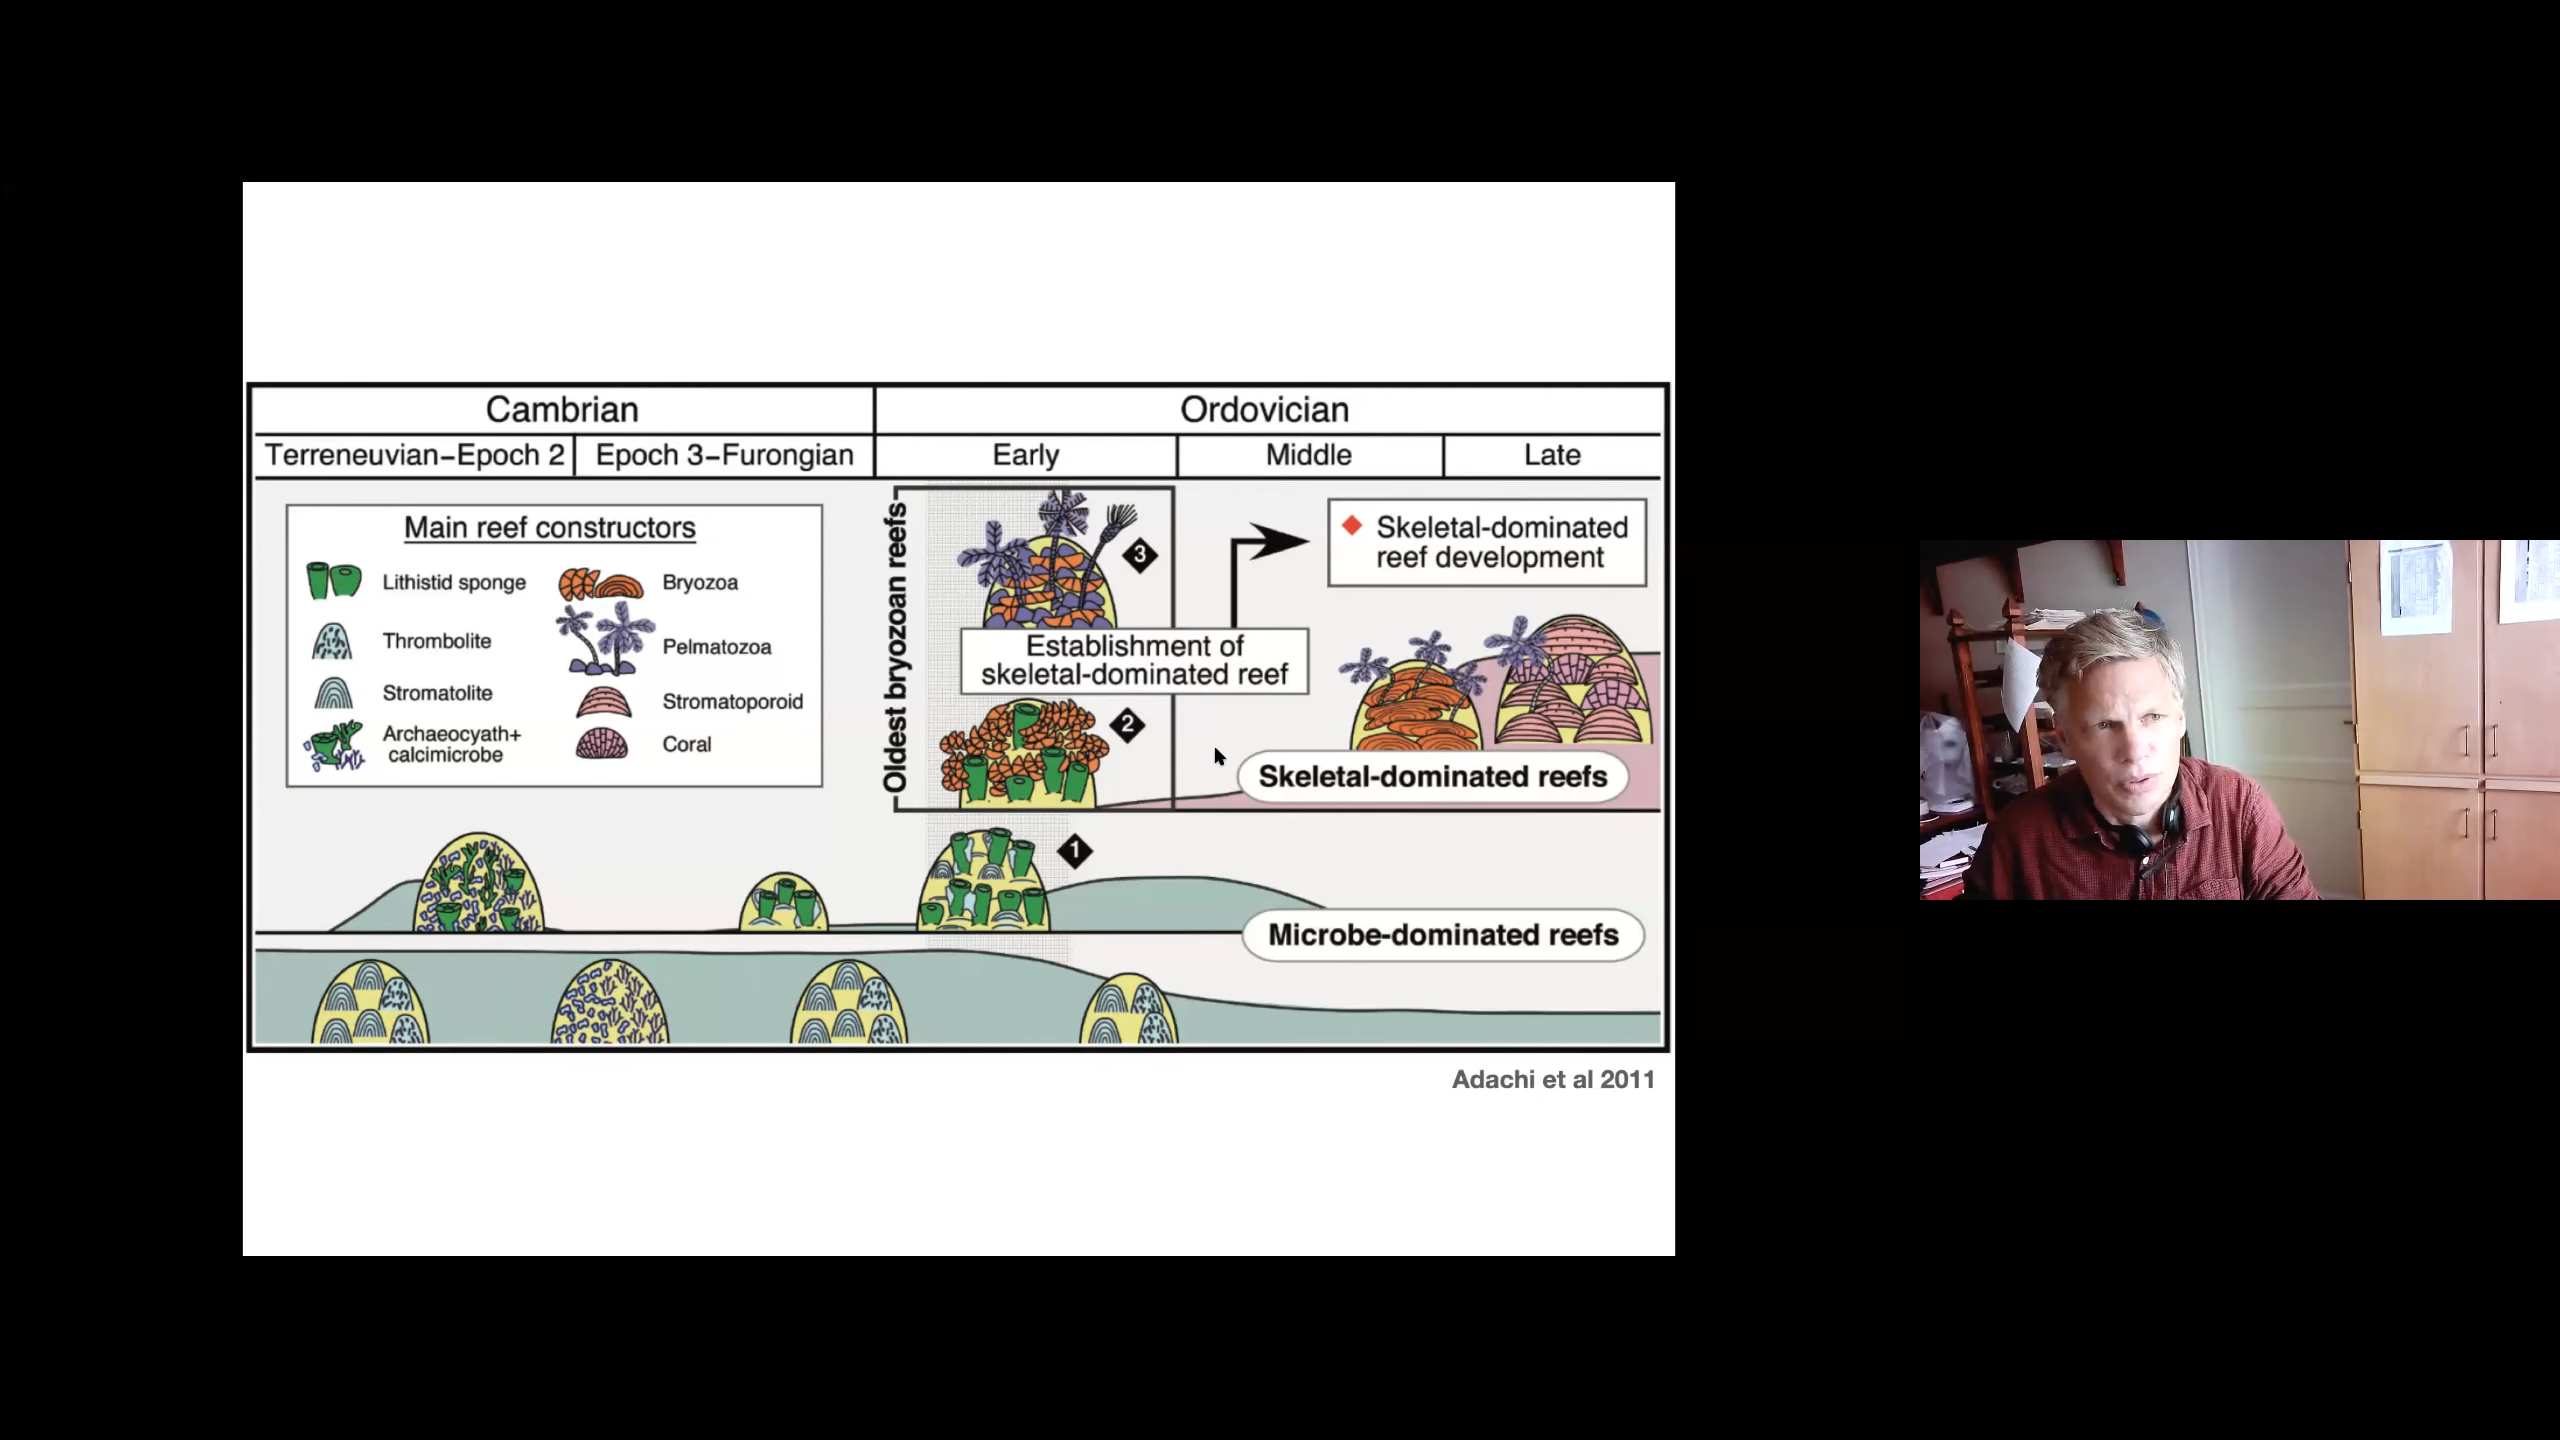 Cambrian
Ordovician
Terreneuvian–Epoch 2
Epoch 3–Furongian
Early
Middle
Late
Main reef constructors
Lithistid sponge
Thrombolite
Stromatolite
Archaeocyath+
calcimicrobe
Bryozoa
Pelmatozoa
Stromatoporoid
Coral
Oldest bryozoan reefs
3
Establishment of
skeletal-dominated reef
2
1
Skeletal-dominated
reef development
Skeletal-dominated reefs
Microbe-dominated reefs
Adachi et al 2011